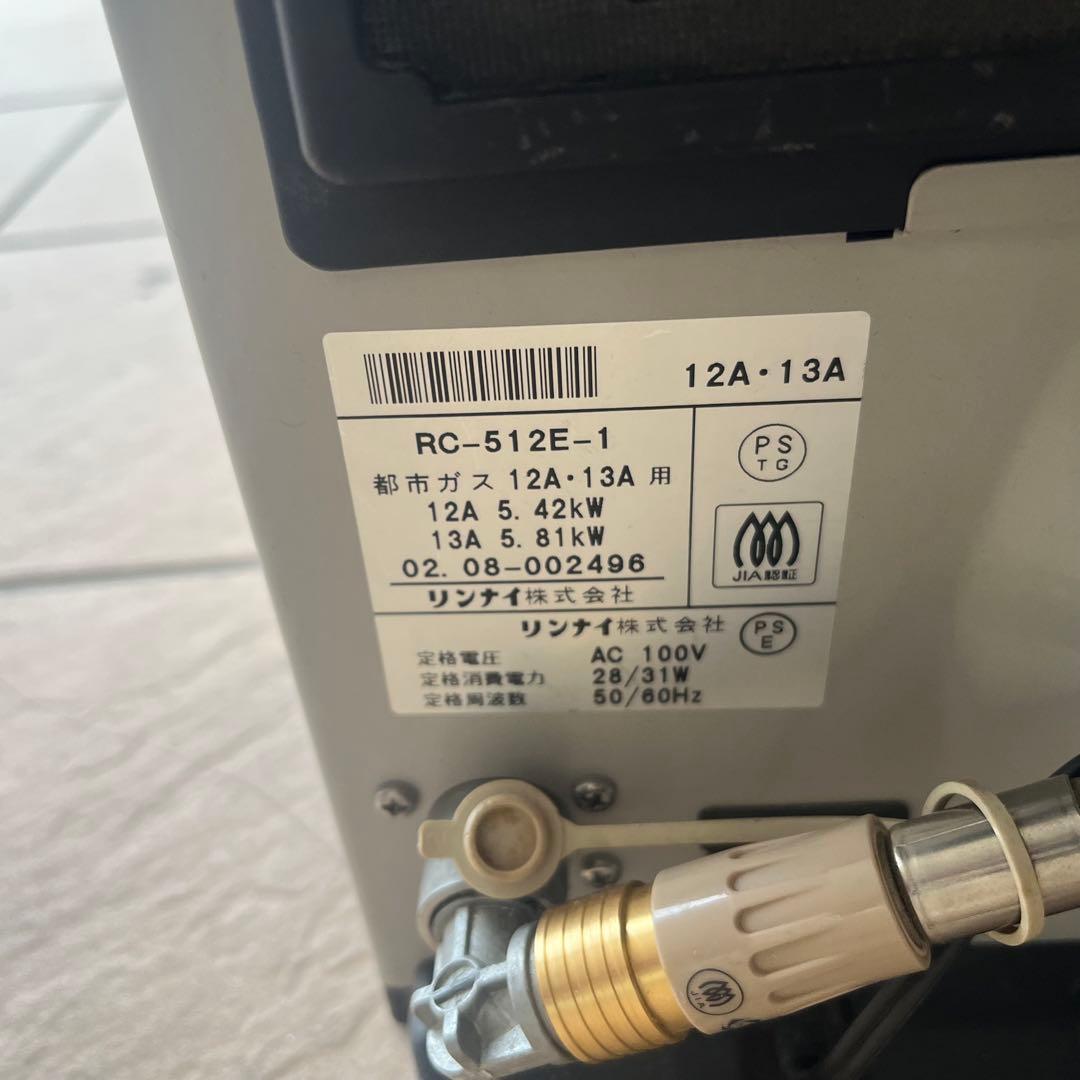 12A・13A
RC-512E-1
都市ガス 12A・13A 用
12A 5.42kW
13A 5.81kW
02.08-002496
リンナイ株式会社
PS
TG
JIA認証
リンナイ株式会社
PS
E
定格電圧 AC 100V
定格消費電力 28/31W
定格周波数 50/60Hz
JIA